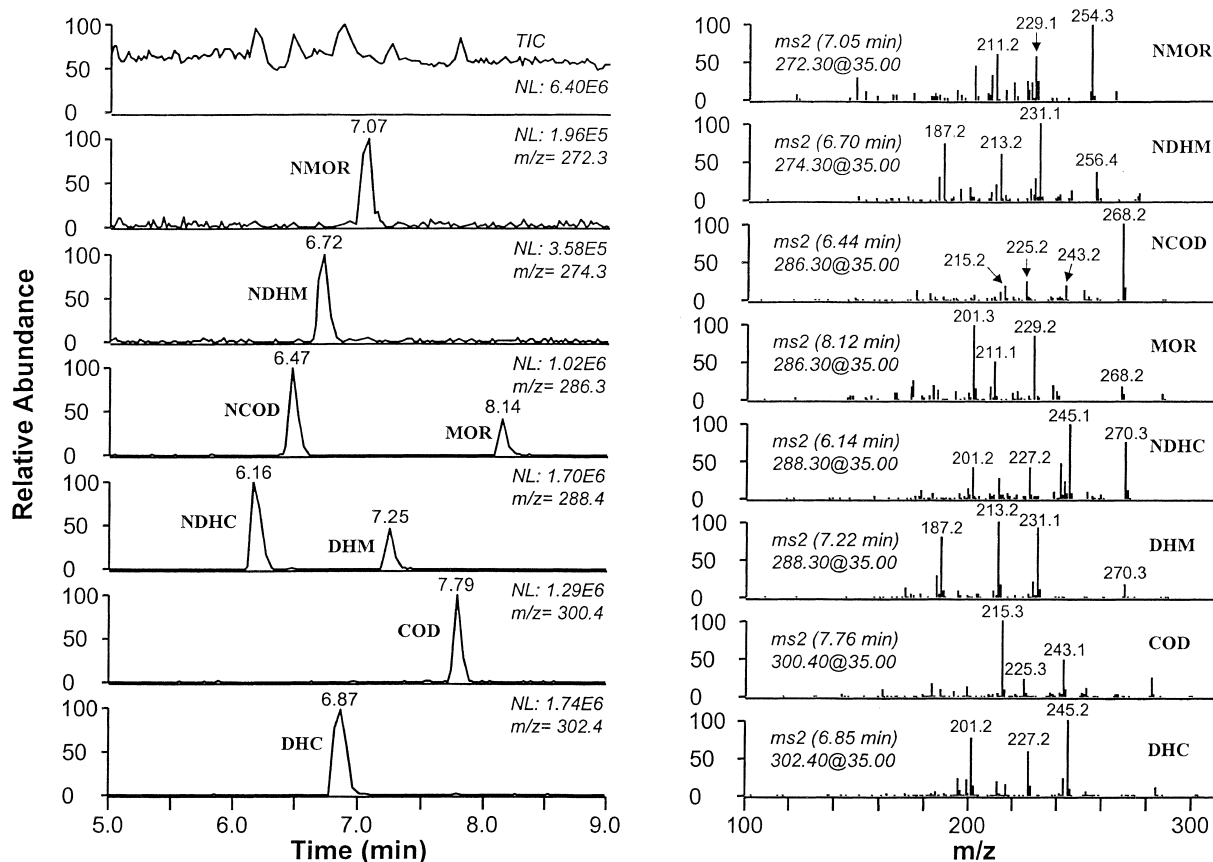 Relative Abundance
100
50
0
TIC
NL: 6.40E6
100
50
0
7.07
NMOR
NL: 1.96E5
m/z= 272.3
100
50
0
6.72
NDHM
NL: 3.58E5
m/z= 274.3
100
50
0
6.47
NCOD
8.14
MOR
NL: 1.02E6
m/z= 286.3
100
50
0
6.16
NDHC
7.25
DHM
NL: 1.70E6
m/z= 288.4
100
50
0
7.79
COD
NL: 1.29E6
m/z= 300.4
100
50
0
6.87
DHC
NL: 1.74E6
m/z= 302.4
5.0 6.0 7.0 8.0 9.0
Time (min)
100
50
0
ms2 (7.05 min)
272.30@35.00
211.2
229.1
254.3
NMOR
100
50
0
ms2 (6.70 min)
274.30@35.00
187.2
213.2
231.1
256.4
NDHM
100
50
0
ms2 (6.44 min)
286.30@35.00
215.2
225.2
243.2
268.2
NCOD
100
50
0
ms2 (8.12 min)
286.30@35.00
201.3
211.1
229.2
268.2
MOR
100
50
0
ms2 (6.14 min)
288.30@35.00
201.2
227.2
245.1
270.3
NDHC
100
50
0
ms2 (7.22 min)
288.30@35.00
187.2
213.2
231.1
270.3
DHM
100
50
0
ms2 (7.76 min)
300.40@35.00
215.3
225.3
243.1
COD
100
50
0
ms2 (6.85 min)
302.40@35.00
201.2
227.2
245.2
DHC
100 200 300
m/z